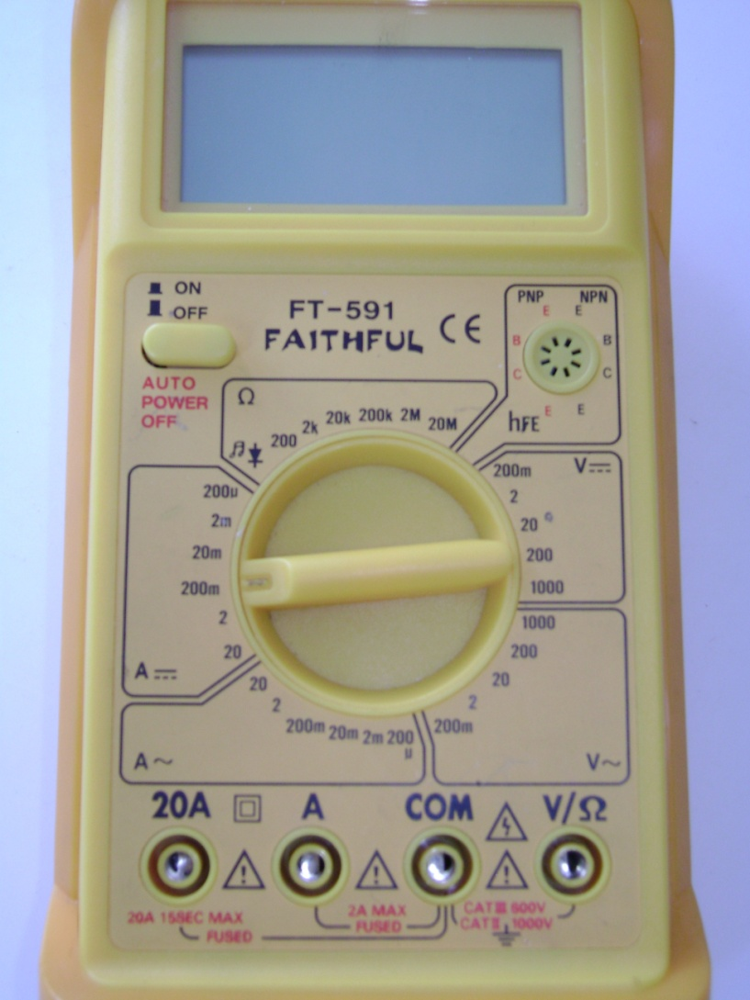 ON
OFF
FT-591
FAITHFUL
CE
AUTO
POWER
OFF
PNP NPN
E E
B B
C C
E E
hFE
Ω
200 2k 20k 200k 2M 20M
V⎓
200m
2
20
200
1000
200µ
2m
20m
200m
2
20
A⎓
1000
200
20
2
200m
V~
20
2
200m 20m 2m 200
µ
A~
20A A COM V/Ω
20A 15SEC MAX
FUSED
2A MAX
FUSED
CAT III 600V
CAT II 1000V